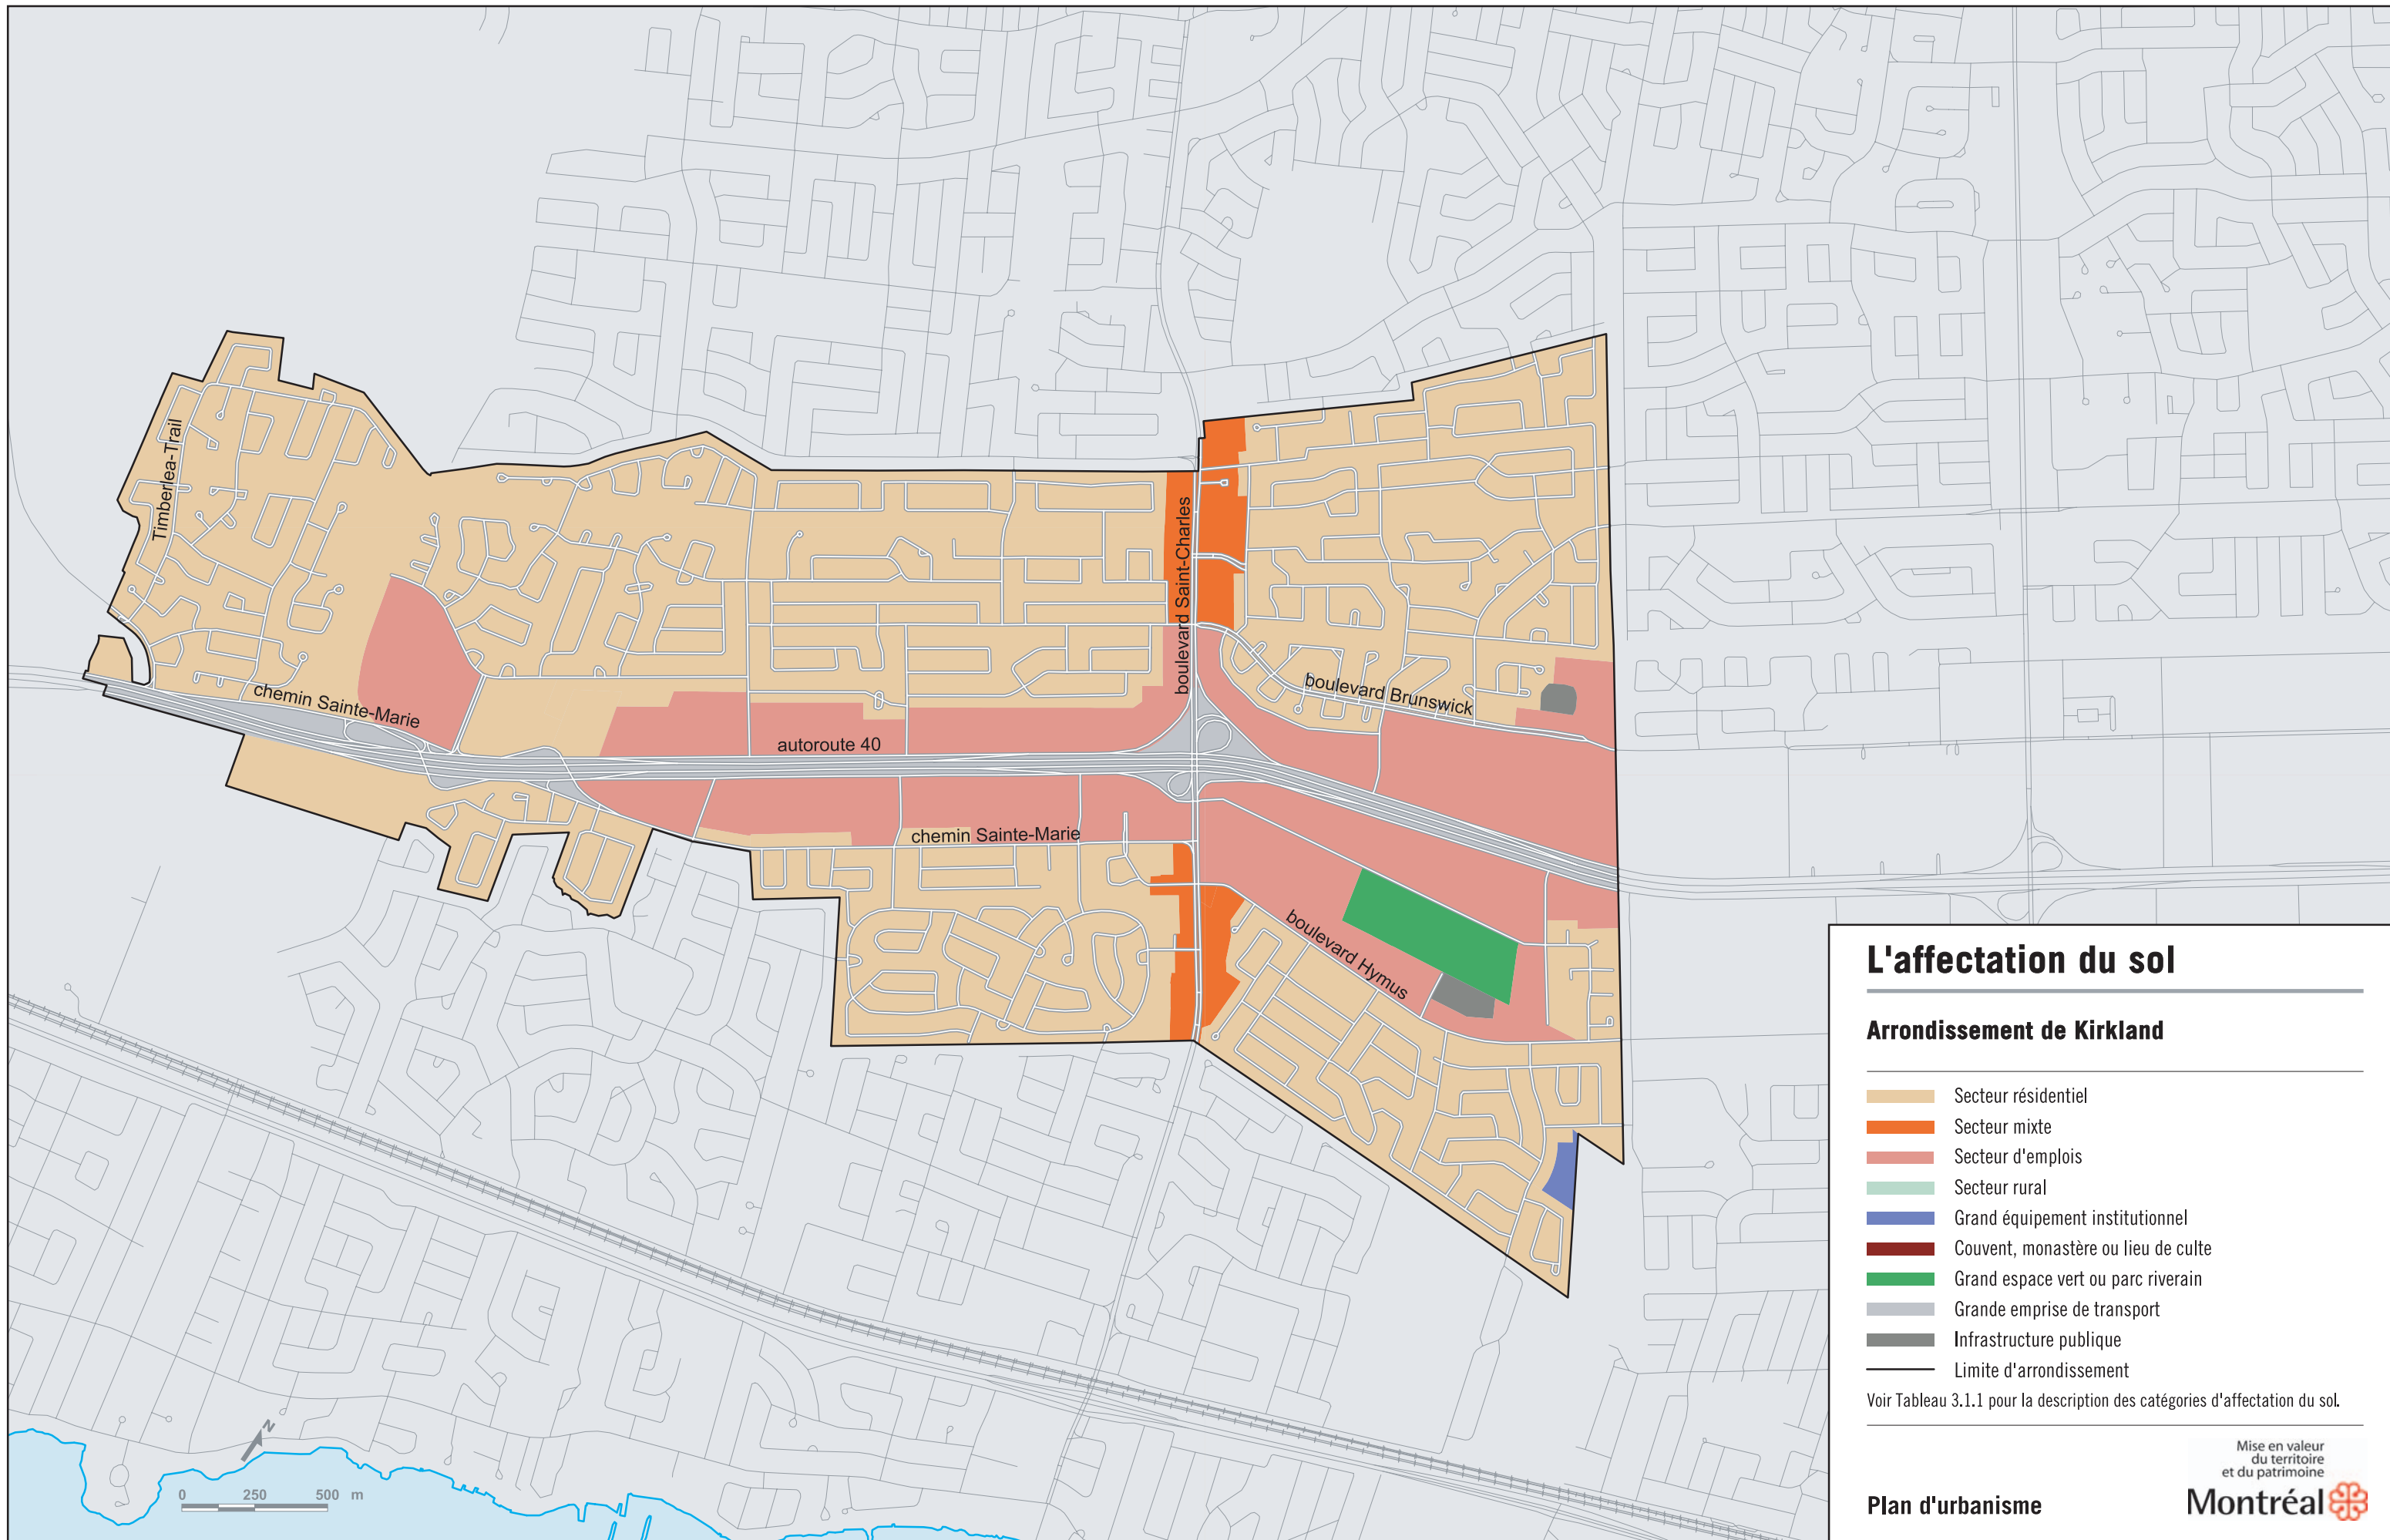 Timberlea-Trail
chemin Sainte-Marie
autoroute 40
boulevard Saint-Charles
boulevard Brunswick
chemin Sainte-Marie
boulevard Hymus
N
0 250 500 m
L'affectation du sol
Arrondissement de Kirkland
Secteur résidentiel
Secteur mixte
Secteur d'emplois
Secteur rural
Grand équipement institutionnel
Couvent, monastère ou lieu de culte
Grand espace vert ou parc riverain
Grande emprise de transport
Infrastructure publique
Limite d'arrondissement
Voir Tableau 3.1.1 pour la description des catégories d'affectation du sol.
Plan d'urbanisme
Mise en valeur
du territoire
et du patrimoine
Montréal